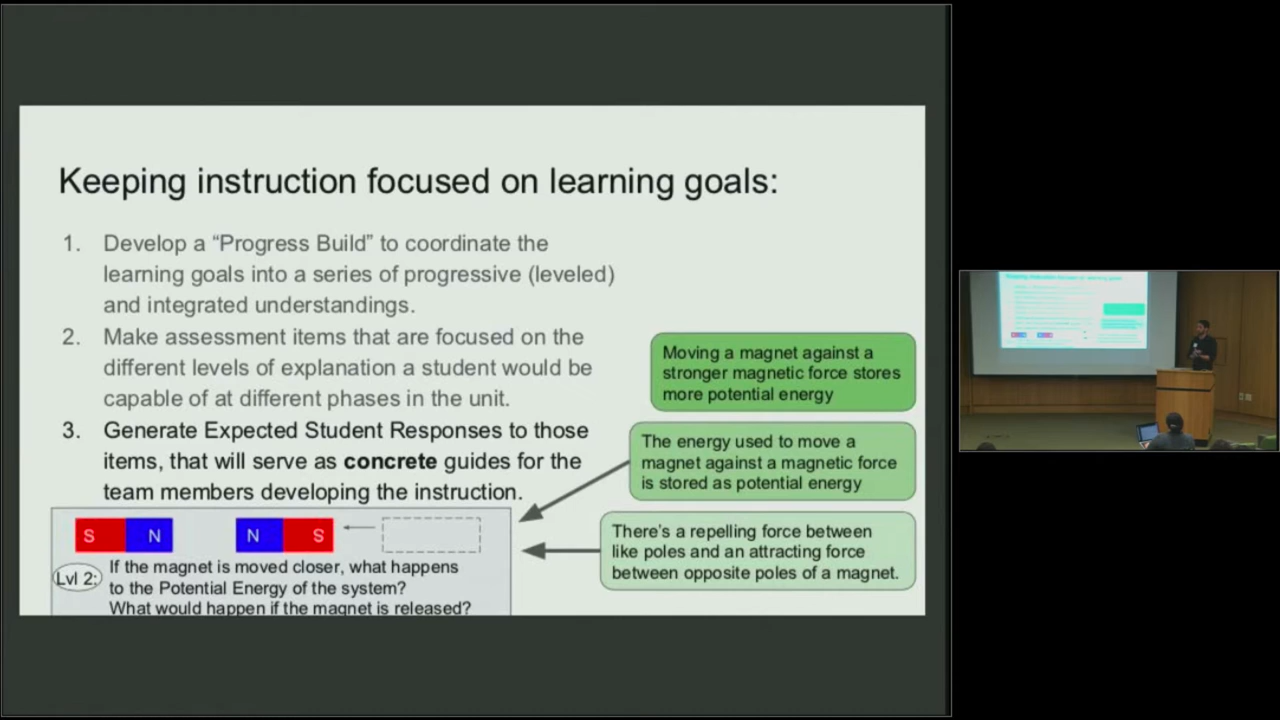 Keeping instruction focused on learning goals:
1. Develop a “Progress Build” to coordinate the
learning goals into a series of progressive (leveled)
and integrated understandings.
2. Make assessment items that are focused on the
different levels of explanation a student would be
capable of at different phases in the unit.
3. Generate Expected Student Responses to those
items, that will serve as concrete guides for the
team members developing the instruction.
Moving a magnet against a
stronger magnetic force stores
more potential energy
The energy used to move a
magnet against a magnetic force
is stored as potential energy
There’s a repelling force between
like poles and an attracting force
between opposite poles of a magnet.
S N N S
Lvl 2:
If the magnet is moved closer, what happens
to the Potential Energy of the system?
What would happen if the magnet is released?
Keeping instruction focused on learning goals: